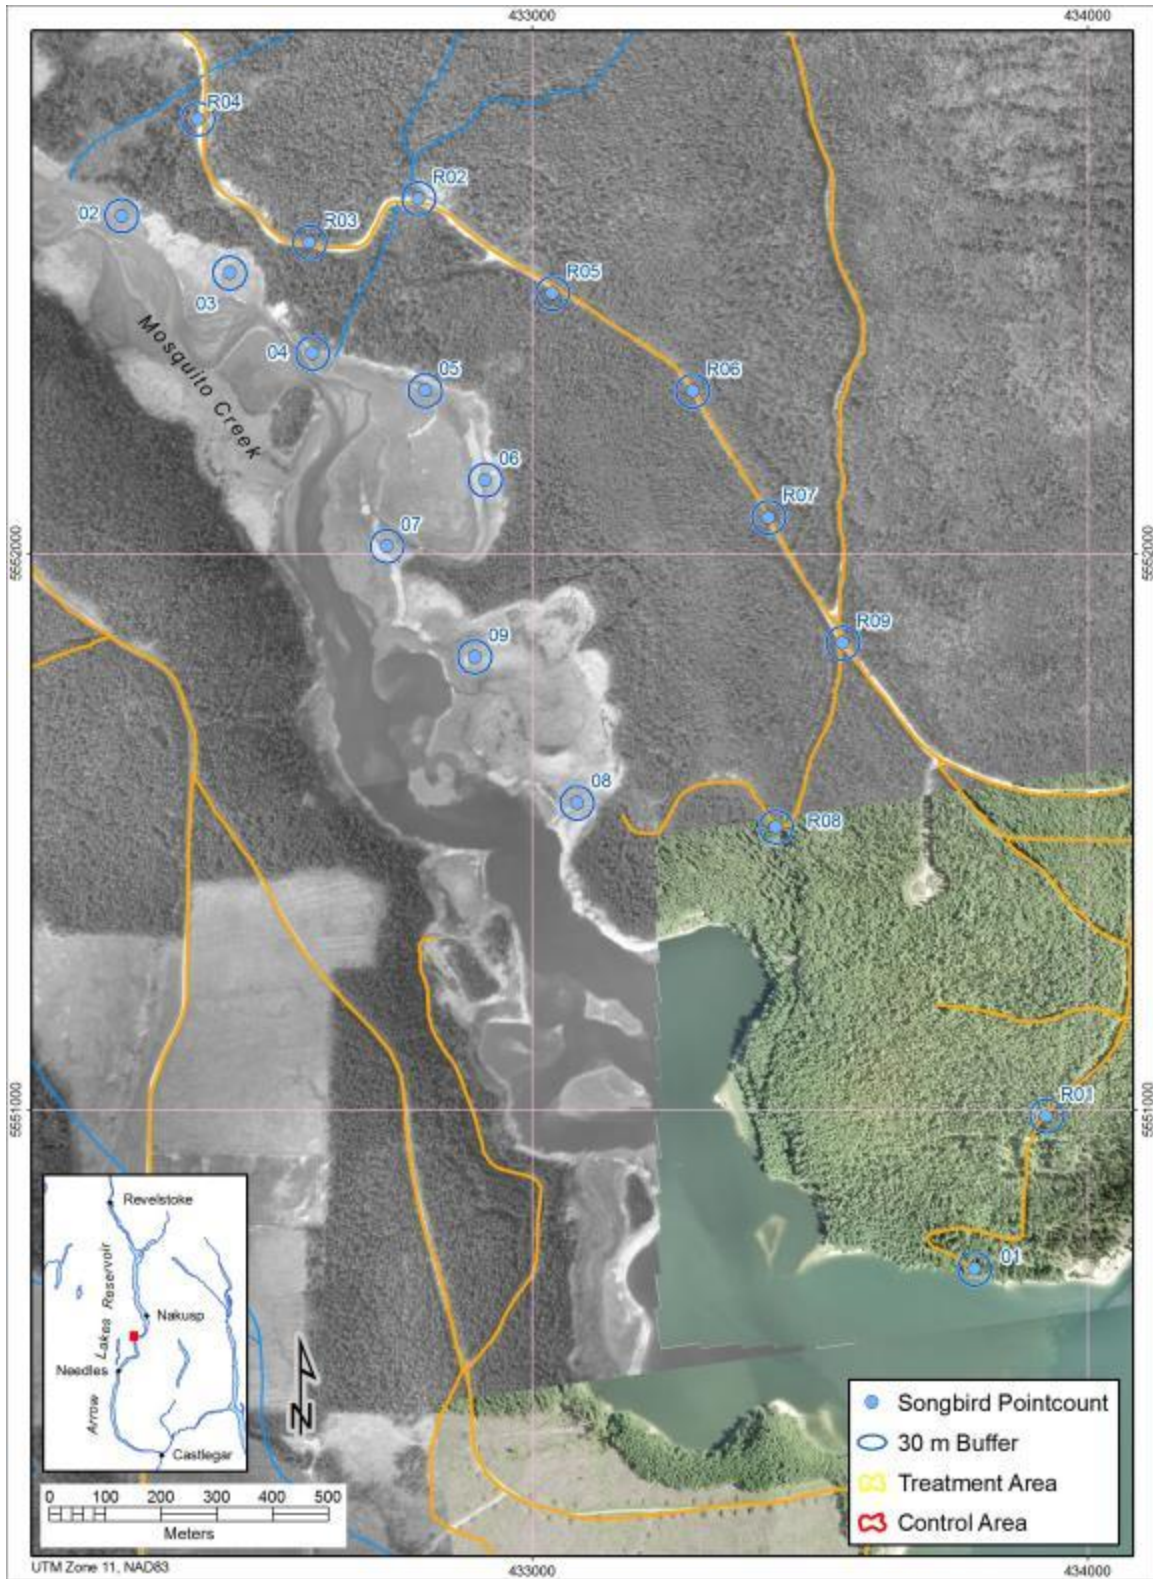 433000
434000
R04
R02
02
R03
03
R05
Mosquito Creek
04
05
R06
06
R07
07
5552000
5552000
R09
09
08
R08
5551000
5551000
R01
01
Revelstoke
Arrow Lakes Reservoir
Nakusp
Needles
Castlegar
N
0 100 200 300 400 500
Meters
Songbird Pointcount
30 m Buffer
Treatment Area
Control Area
UTM Zone 11, NAD83
433000
434000